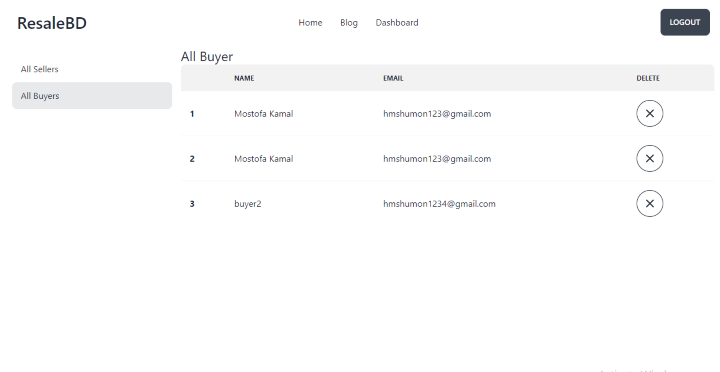 ResaleBD
Home Blog Dashboard
LOGOUT
All Sellers
All Buyers
All Buyer
NAME EMAIL DELETE
1 Mostofa Kamal hmshumon123@gmail.com
2 Mostofa Kamal hmshumon123@gmail.com
3 buyer2 hmshumon1234@gmail.com